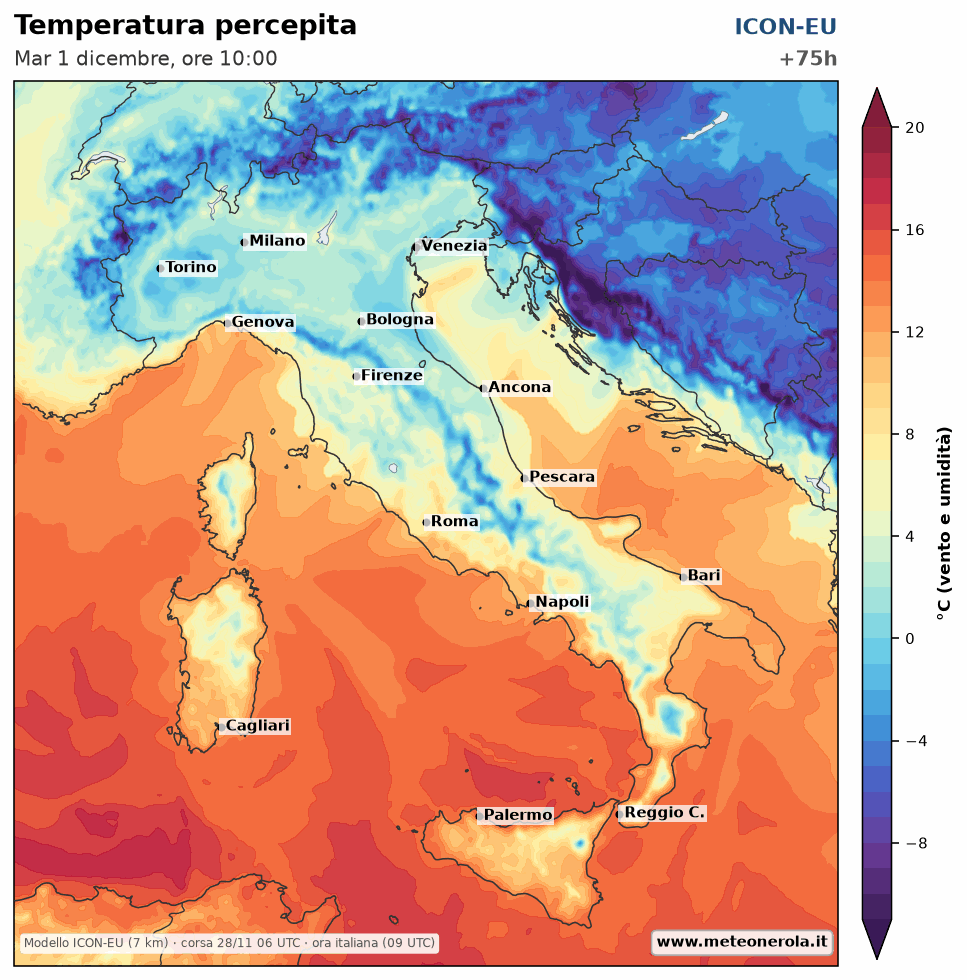 Temperatura percepita
ICON-EU
Mar 1 dicembre, ore 10:00
+75h
20
16
12
8
4
0
−4
−8
°C (vento e umidità)
Milano
Venezia
Torino
Genova
Bologna
Firenze
Ancona
Pescara
Roma
Bari
Napoli
Cagliari
Palermo
Reggio C.
Modello ICON-EU (7 km) · corsa 28/11 06 UTC · ora italiana (09 UTC)
www.meteonerola.it